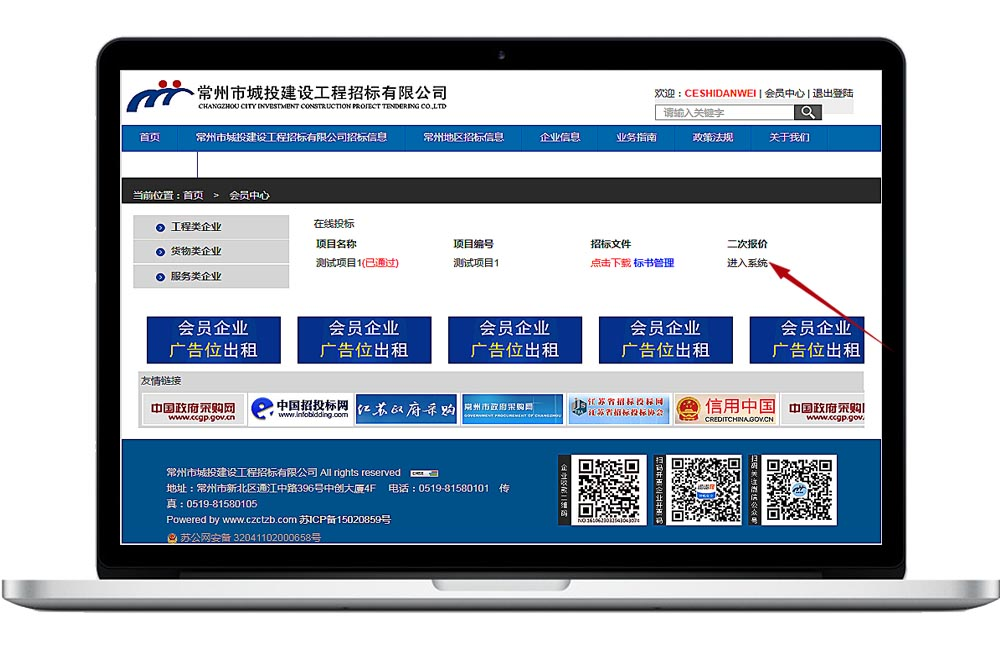 常州市城投建设工程招标有限公司
CHANGZHOU CITY INVESTMENT CONSTRUCTION PROJECT TENDERING CO.,LTD
欢迎：CESHIDANWEI | 会员中心 | 退出登陆
请输入关键字
首页 常州市城投建设工程招标有限公司招标信息 常州地区招标信息 企业信息 业务指南 政策法规 关于我们
当前位置：首页 > 会员中心
工程类企业
货物类企业
服务类企业
在线投标
项目名称 项目编号 招标文件 二次报价
测试项目1(已通过) 测试项目1 点击下载 标书管理 进入系统
会员企业 会员企业 会员企业 会员企业 会员企业
广告位出租 广告位出租 广告位出租 广告位出租 广告位出租
友情链接
中国政府采购网 中国招投标网 江苏政府采购 常州市政府采购网 江苏省招标投标网 信用中国 中国政府采购网
www.ccgp.gov.cn www.infobidding.com GOVERNMENT PROCUREMENT OF CHANGZHOU 江苏省招标投标协会 CREDITCHINA.GOV.CN www.ccgp.gov.cn
常州市城投建设工程招标有限公司 All rights reserved
地址：常州市新北区通江中路396号中创大厦4F 电话：0519-81580101 传
真：0519-81580105
Powered by www.czctzb.com 苏ICP备15020859号
苏公网安备 32041102000658号